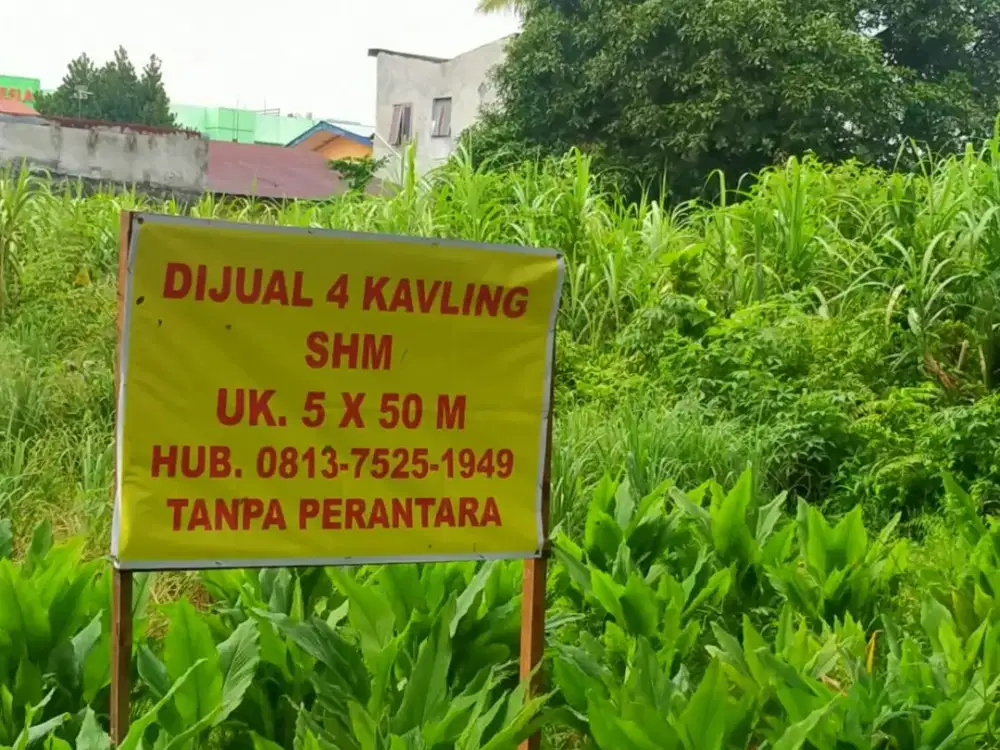 DIJUAL 4 KAVLING
SHM
UK. 5 X 50 M
HUB. 0813-7525-1949
TANPA PERANTARA